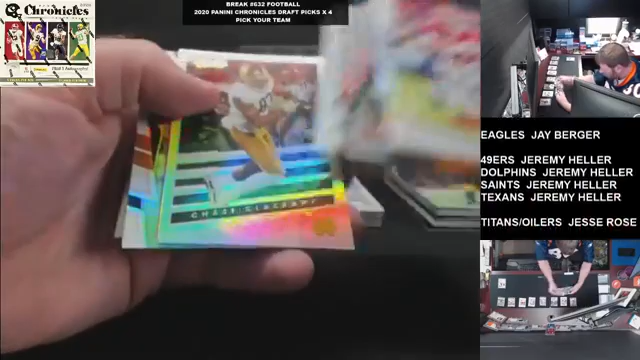 Chronicles
BREAK #632 FOOTBALL
2020 PANINI CHRONICLES DRAFT PICKS X 4
PICK YOUR TEAM
EAGLES JAY BERGER
49ERS JEREMY HELLER
DOLPHINS JEREMY HELLER
SAINTS JEREMY HELLER
TEXANS JEREMY HELLER
TITANS/OILERS JESSE ROSE